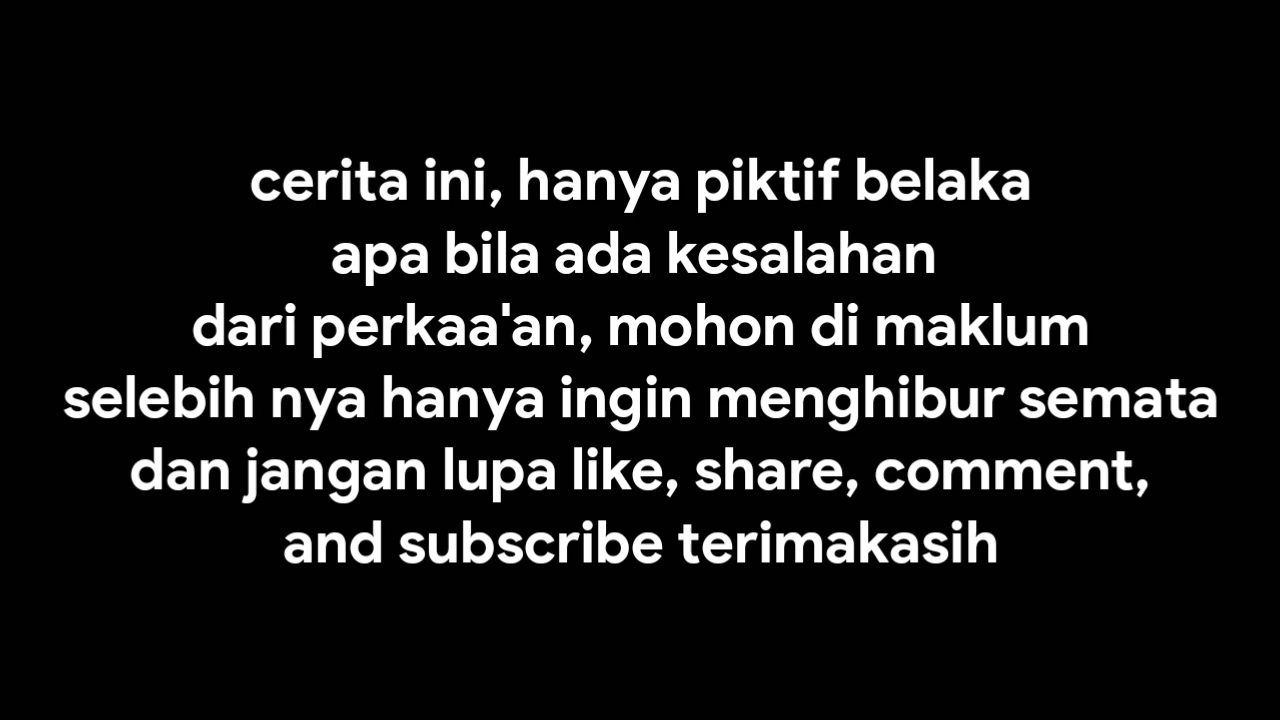 cerita ini, hanya piktif belaka
apa bila ada kesalahan
dari perkaa'an, mohon di maklum
selebih nya hanya ingin menghibur semata
dan jangan lupa like, share, comment,
and subscribe terimakasih